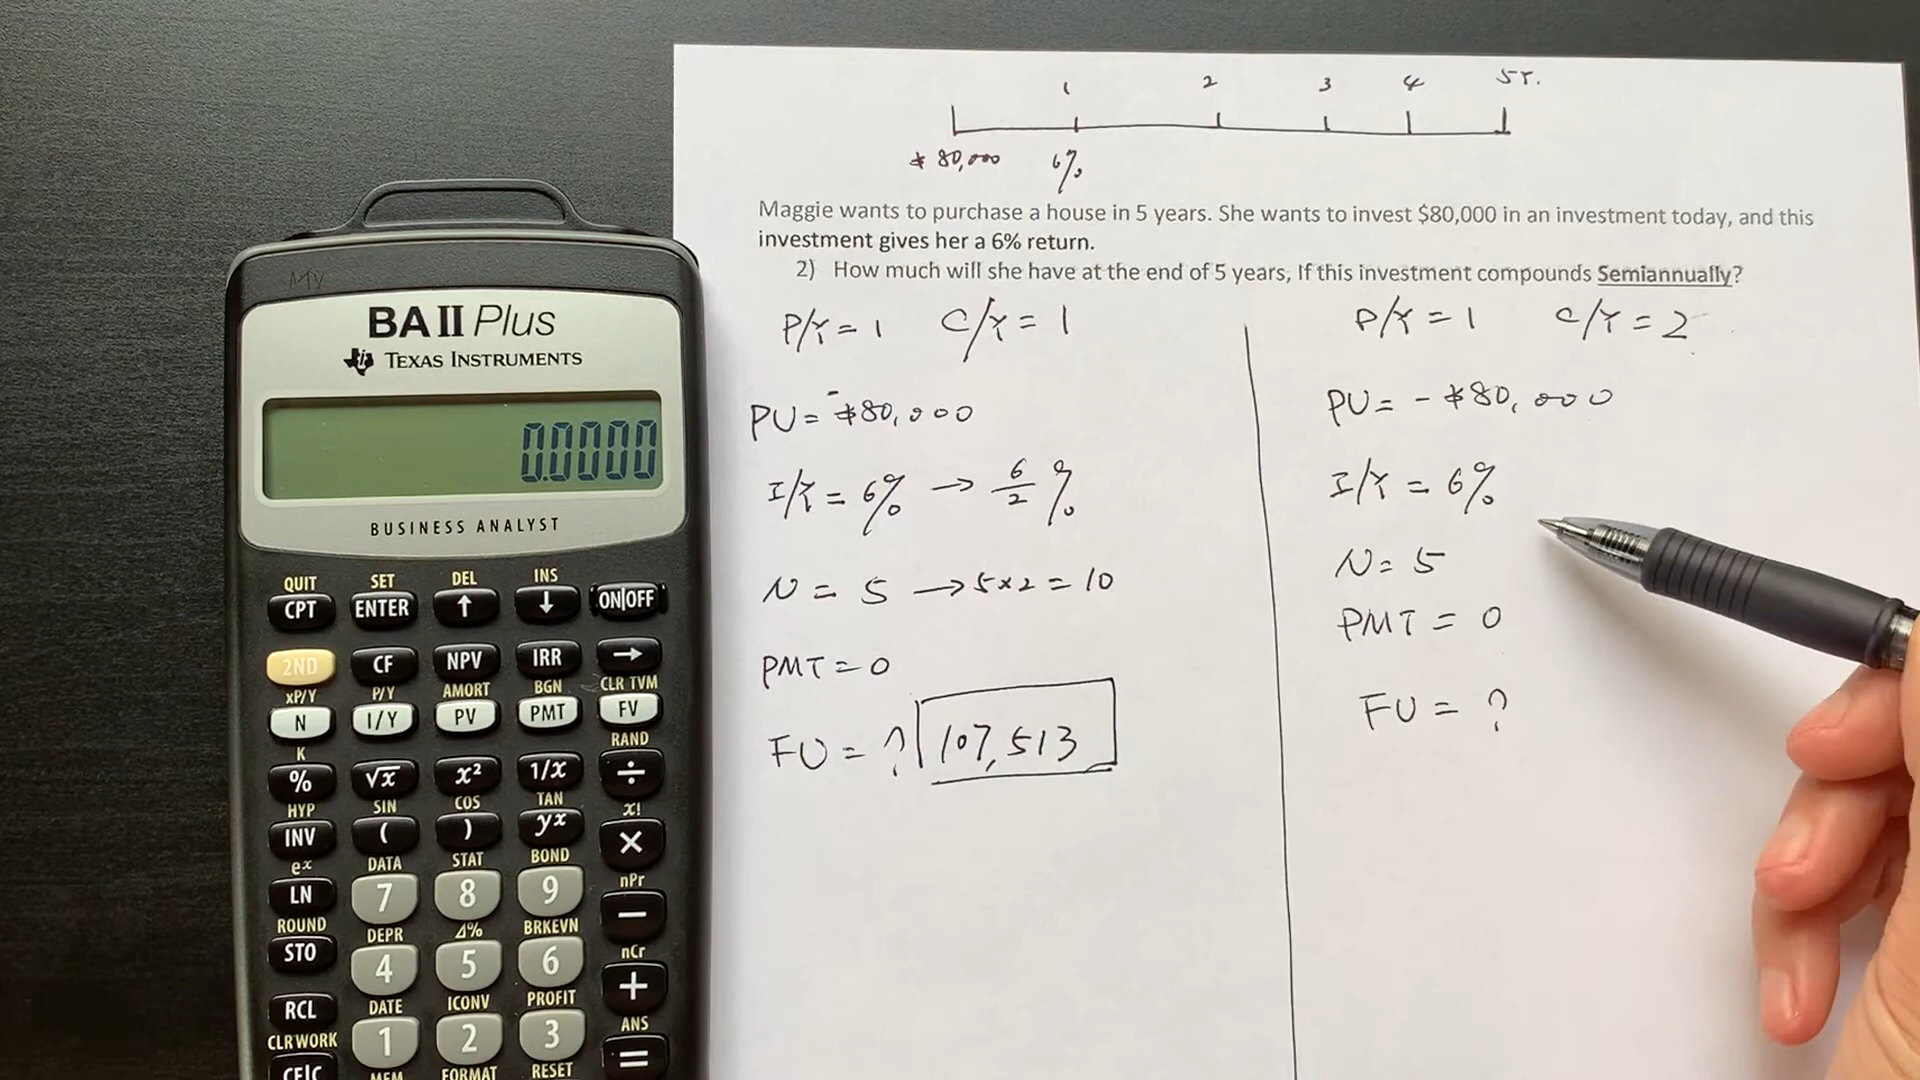 1 2 3 4 5Y.
$80,000 6%
Maggie wants to purchase a house in 5 years. She wants to invest $80,000 in an investment today, and this
investment gives her a 6% return.
2) How much will she have at the end of 5 years, If this investment compounds Semiannually?
P/Y = 1 C/Y = 1
PV = -$80,000
I/Y = 6% → 6/2 %
N = 5 → 5×2 = 10
PMT = 0
FV = ? 107,513
P/Y = 1 C/Y = 2
PV = -$80,000
I/Y = 6%
N = 5
PMT = 0
FV = ?
BA II Plus
TEXAS INSTRUMENTS
0.0000
BUSINESS ANALYST
QUIT SET DEL INS
CPT ENTER ↑ ↓ ON|OFF
2ND CF NPV IRR →
xP/Y P/Y AMORT BGN CLR TVM
N I/Y PV PMT FV
K RAND
% √x x² 1/x ÷
HYP SIN COS TAN x!
INV ( ) yˣ ×
eˣ DATA STAT BOND nPr
LN 7 8 9 −
ROUND DEPR Δ% BRKEVN nCr
STO 4 5 6 +
DATE ICONV PROFIT ANS
RCL 1 2 3 =
CLR WORK MEM FORMAT RESET
CE|C